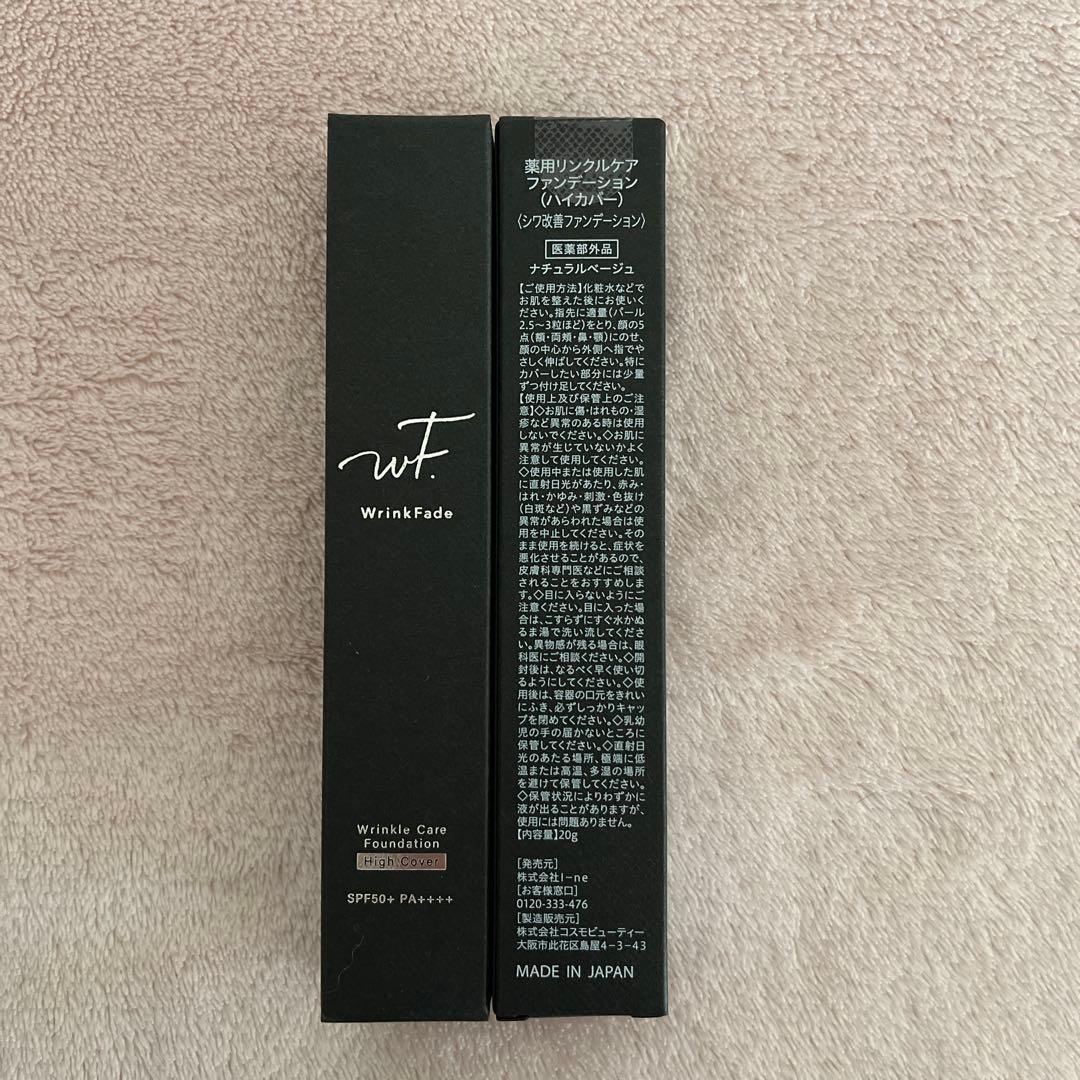 WF.
WrinkFade
Wrinkle Care
Foundation
High Cover
SPF50+ PA++++
薬用リンクルケア
ファンデーション
(ハイカバー)
〈シワ改善ファンデーション〉
医薬部外品
ナチュラルベージュ
【ご使用方法】化粧水などで
お肌を整えた後にお使いく
ださい。指先に適量(パール
2.5～3粒ほど)をとり、顔の5
点(額・両頬・鼻・顎)にのせ、
顔の中心から外側へ指でや
さしく伸ばしてください。特に
カバーしたい部分には少量
ずつ付け足してください。
【使用上及び保管上のご注
意】◇お肌に傷・はれもの・湿
疹など異常のある時は使用
しないでください。◇お肌に
異常が生じていないかよく
注意して使用してください。
◇使用中または使用した肌
に直射日光があたり、赤み・
はれ・かゆみ・刺激・色抜け
(白斑など)や黒ずみなどの
異常があらわれた場合は使
用を中止してください。その
まま使用を続けると、症状を
悪化させることがあるので、
皮膚科専門医などにご相談
されることをおすすめしま
す。◇目に入らないようにご
注意ください。目に入った場
合は、こすらずにすぐ水かぬ
るま湯で洗い流してくださ
い。異物感が残る場合は、眼
科医にご相談ください。◇開
封後は、なるべく早く使い切
るようにしてください。◇使
用後は、容器の口元をきれい
にふき、必ずしっかりキャッ
プを閉めてください。◇乳幼
児の手の届かないところに
保管してください。◇直射日
光のあたる場所、極端に低
温または高温、多湿の場所
を避けて保管してください。
◇保管状況によりわずかに
液が出ることがありますが、
使用には問題ありません。
【内容量】20g
[発売元]
株式会社I-ne
[お客様窓口]
0120-333-476
[製造販売元]
株式会社コスモビューティー
大阪市此花区島屋4-3-43
MADE IN JAPAN